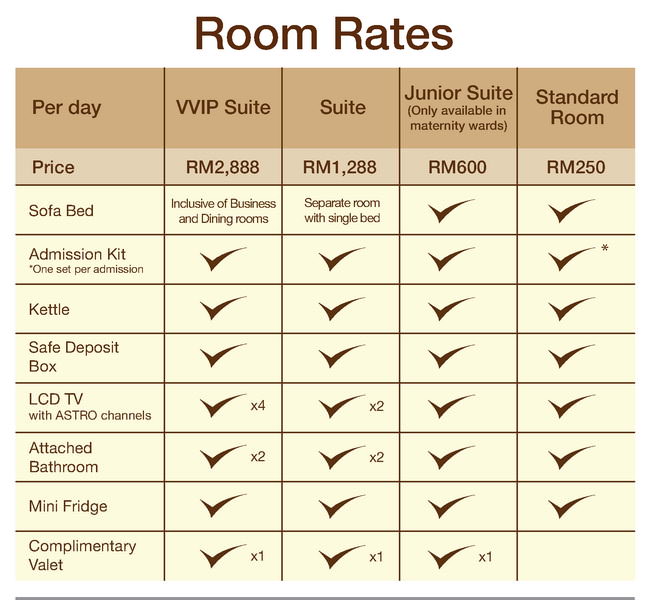 Room Rates
Per day VVIP Suite Suite Junior Suite (Only available in maternity wards) Standard Room
Price RM2,888 RM1,288 RM600 RM250
Sofa Bed Inclusive of Business and Dining rooms Separate room with single bed ✓ ✓
Admission Kit ✓ ✓ ✓ ✓ *
*One set per admission
Kettle ✓ ✓ ✓ ✓
Safe Deposit Box ✓ ✓ ✓ ✓
LCD TV ✓ x4 ✓ x2 ✓ ✓
with ASTRO channels
Attached Bathroom ✓ x2 ✓ x2 ✓ ✓
Mini Fridge ✓ ✓ ✓ ✓
Complimentary Valet ✓ x1 ✓ x1 ✓ x1